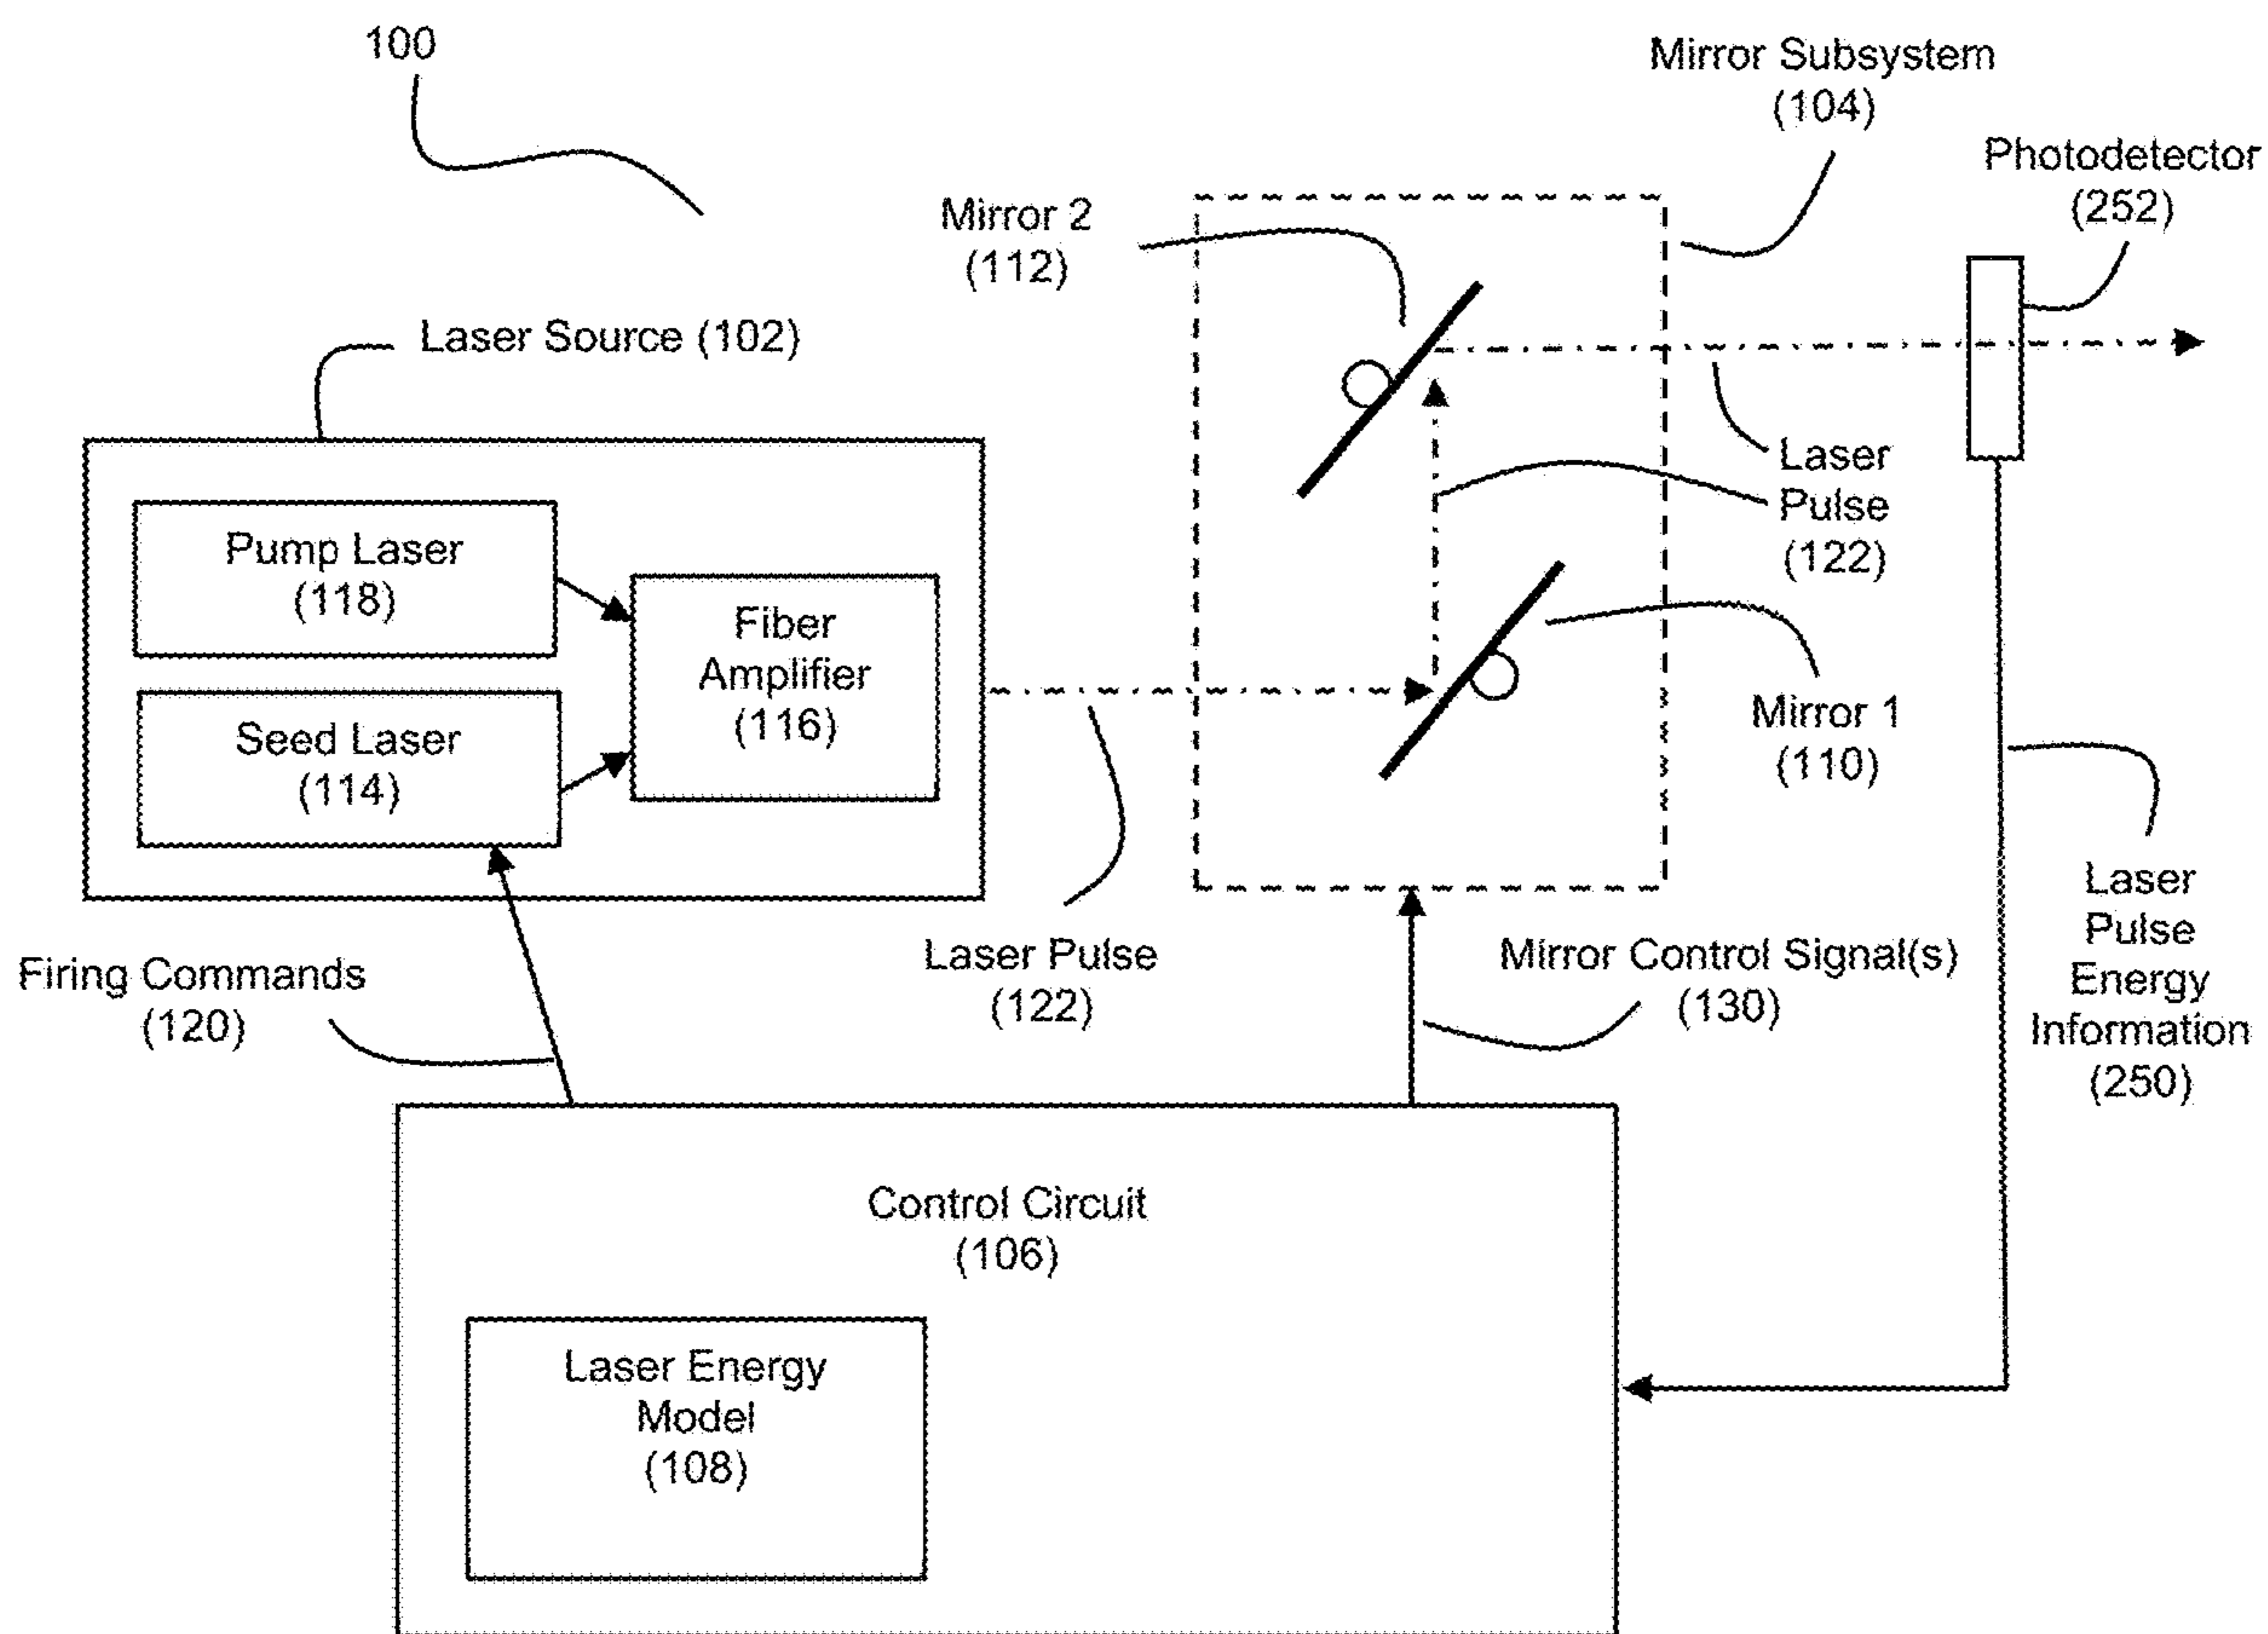 100
Mirror Subsystem
(104)
Photodetector
(252)
Mirror 2
(112)
Laser Source (102)
Laser
Pulse
(122)
Pump Laser
(118)
Fiber
Amplifier
(116)
Seed Laser
(114)
Mirror 1
(110)
Laser
Pulse
Energy
Information
(250)
Firing Commands
(120)
Laser Pulse
(122)
Mirror Control Signal(s)
(130)
Control Circuit
(106)
Laser Energy
Model
(108)